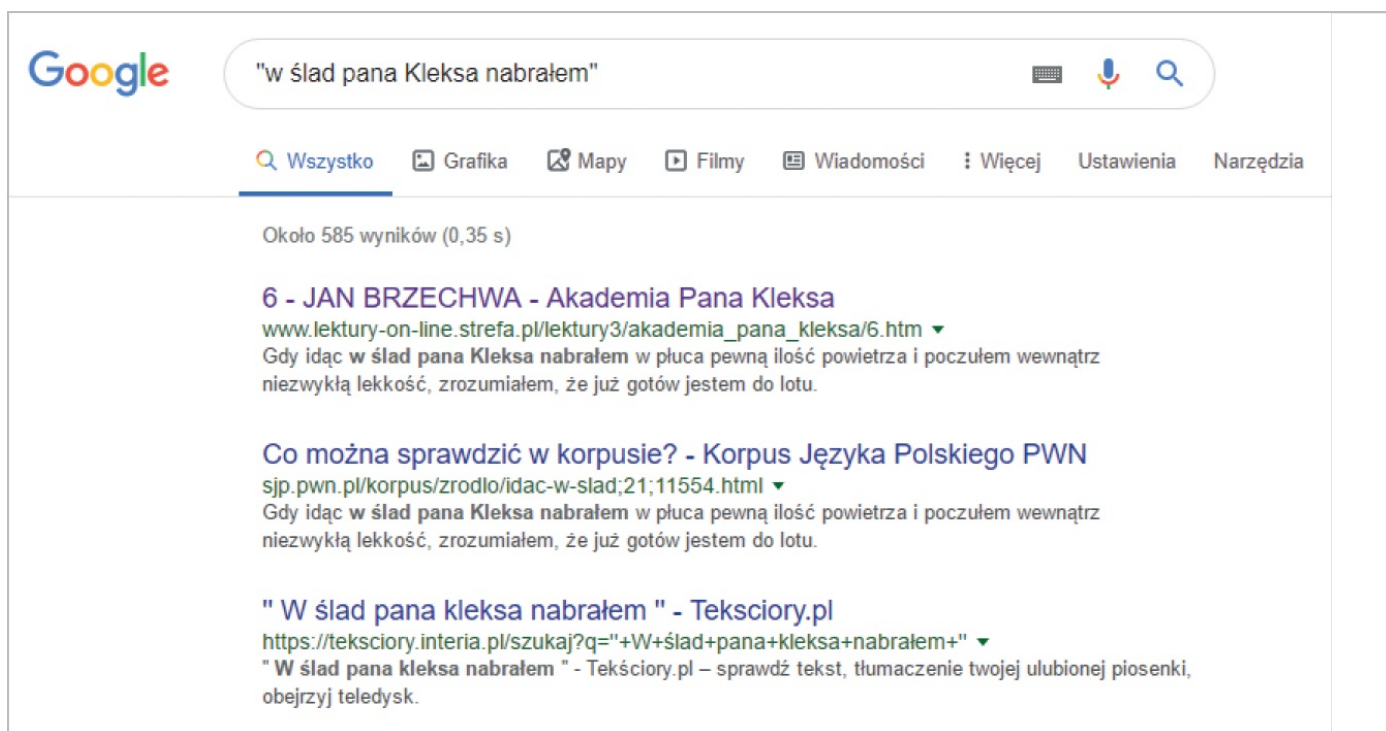 Google
"w ślad pana Kleksa nabrałem"
Wszystko Grafika Mapy Filmy Wiadomości Więcej Ustawienia Narzędzia
Około 585 wyników (0,35 s)
6 - JAN BRZECHWA - Akademia Pana Kleksa
www.lektury-on-line.strefa.pl/lektury3/akademia_pana_kleksa/6.htm
Gdy idąc w ślad pana Kleksa nabrałem w płuca pewną ilość powietrza i poczułem wewnątrz
niezwykłą lekkość, zrozumiałem, że już gotów jestem do lotu.
Co można sprawdzić w korpusie? - Korpus Języka Polskiego PWN
sjp.pwn.pl/korpus/zrodlo/idac-w-slad;21;11554.html
Gdy idąc w ślad pana Kleksa nabrałem w płuca pewną ilość powietrza i poczułem wewnątrz
niezwykłą lekkość, zrozumiałem, że już gotów jestem do lotu.
" W ślad pana kleksa nabrałem " - Teksciory.pl
https://teksciory.interia.pl/szukaj?q="+W+ślad+pana+kleksa+nabrałem+"
" W ślad pana kleksa nabrałem " - Tekściory.pl – sprawdź tekst, tłumaczenie twojej ulubionej piosenki,
obejrzyj teledysk.